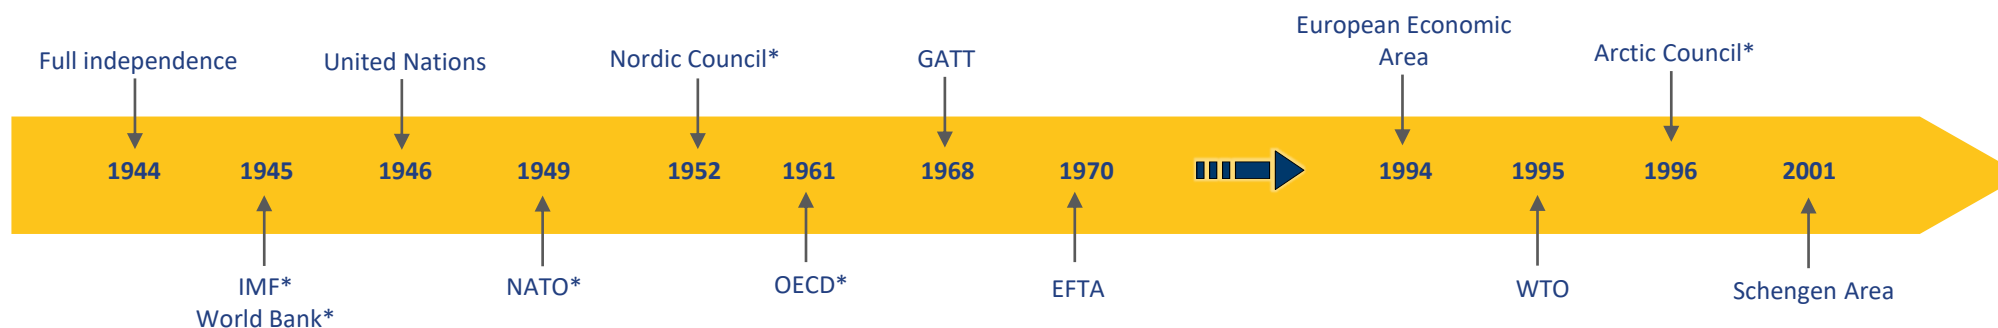 Full independence
United Nations
Nordic Council*
GATT
European Economic
Area
Arctic Council*
1944
1945
1946
1949
1952
1961
1968
1970
1994
1995
1996
2001
IMF*
World Bank*
NATO*
OECD*
EFTA
WTO
Schengen Area